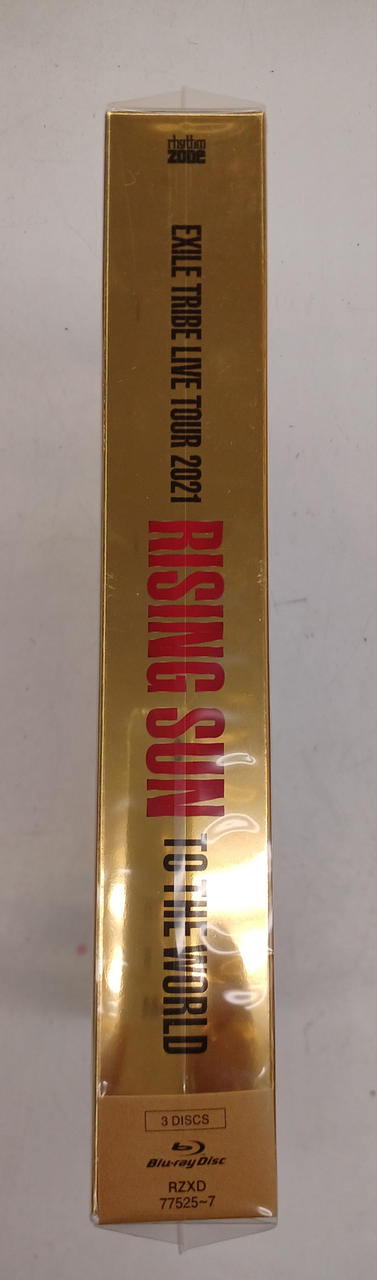 rhythm
zone
EXILE TRIBE LIVE TOUR 2021
RISING SUN
TO THE WORLD
3 DISCS
Blu-ray Disc
RZXD
77525~7